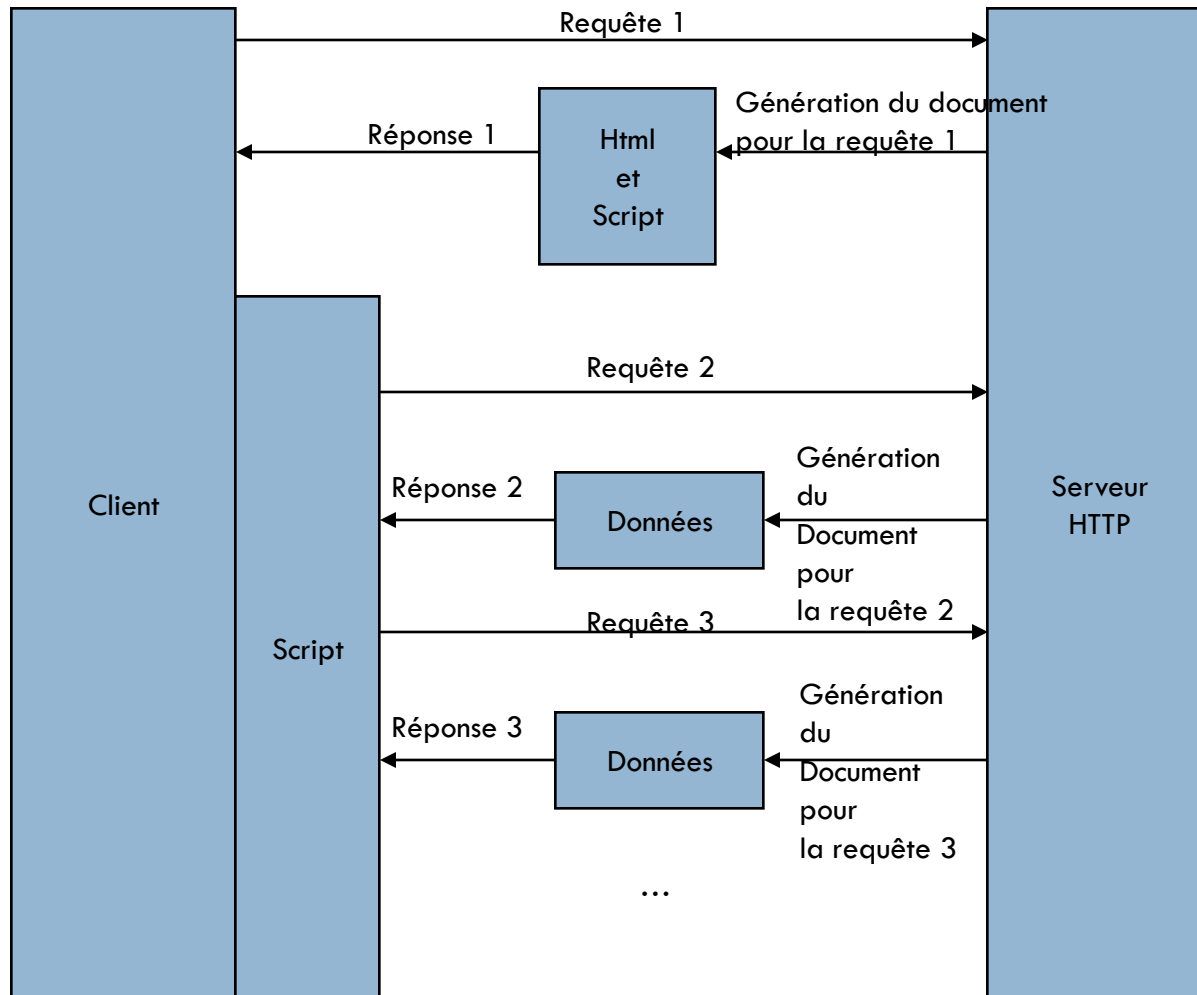 Requête 1
Génération du document
pour la requête 1
Réponse 1
Html
et
Script
Requête 2
Génération
du
Document
pour
la requête 2
Réponse 2
Données
Client
Serveur
HTTP
Requête 3
Script
Génération
du
Document
pour
la requête 3
Réponse 3
Données
...